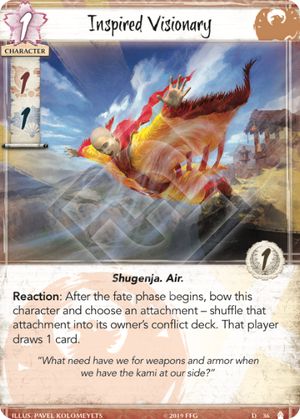 1
Inspired Visionary
CHARACTER
1
1
1
Shugenja. Air.
Reaction: After the fate phase begins, bow this
character and choose an attachment – shuffle that
attachment into its owner's conflict deck. That player
draws 1 card.
"What need have we for weapons and armor when
we have the kami at our side?"
ILLUS: PAVEL KOLOMEYETS ©2019 FFG D 36